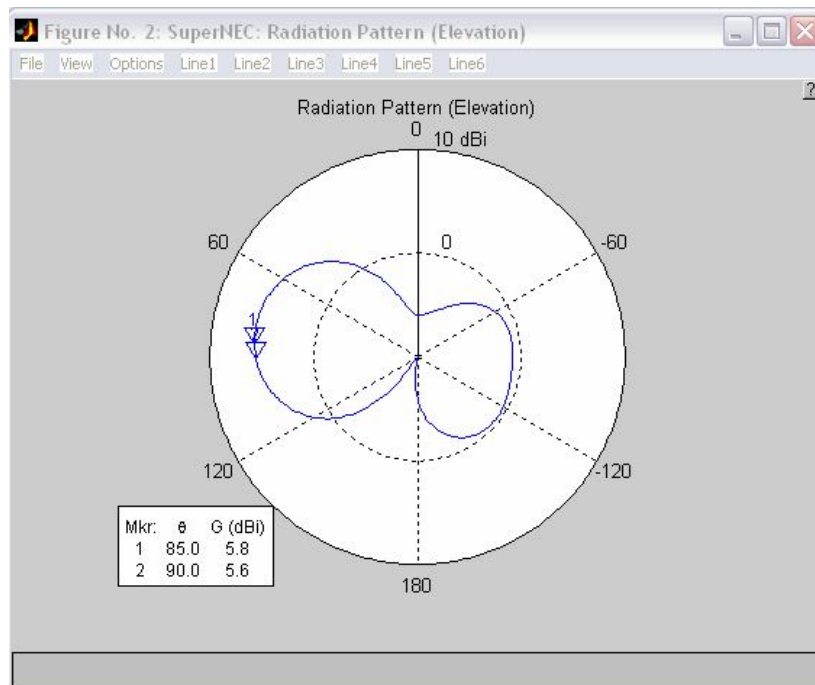 Figure No. 2: SuperNEC: Radiation Pattern (Elevation)
File View Options Line1 Line2 Line3 Line4 Line5 Line6
?
Radiation Pattern (Elevation)
0
10 dBi
60
0
-60
1
120
-120
180
Mkr: θ G (dBi)
1 85.0 5.8
2 90.0 5.6